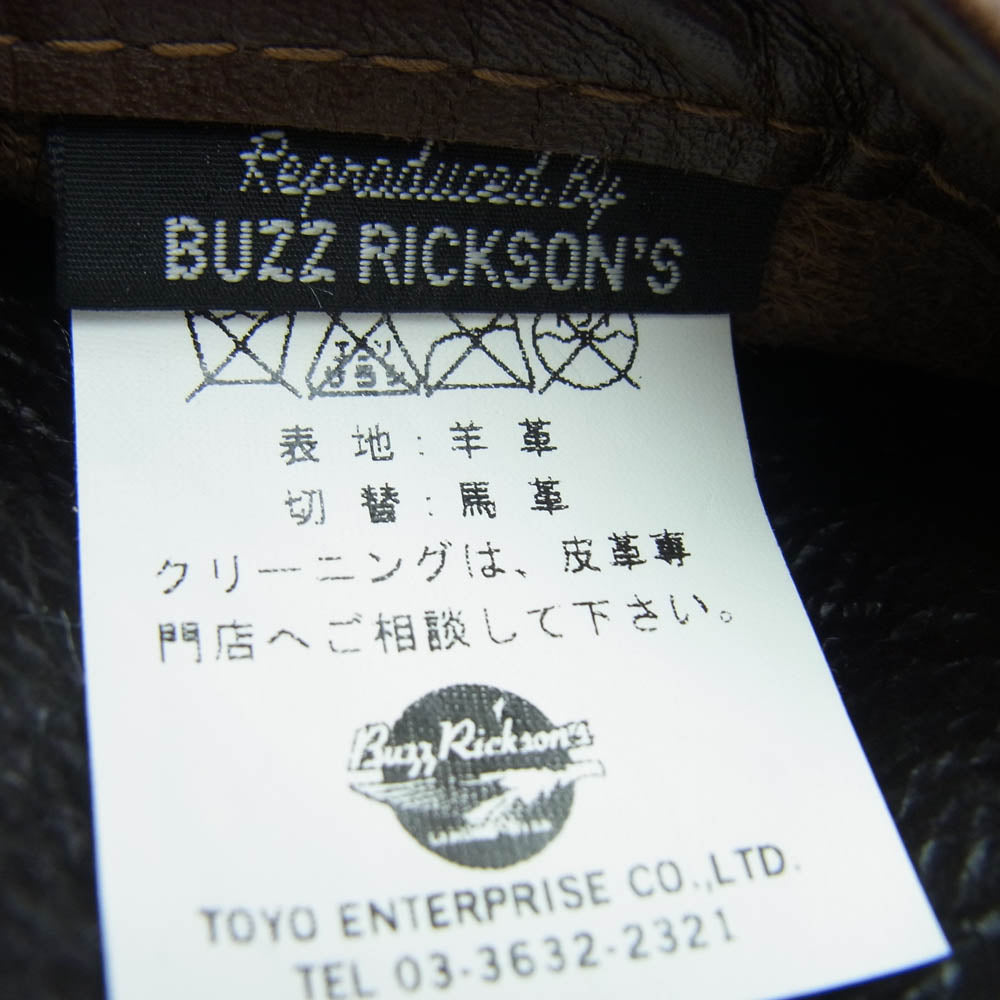 Reproduced By
BUZZ RICKSON'S
表地:羊革
切替:馬革
クリーニングは、皮革専
門店へご相談して下さい。
Buzz Rickson's
TOYO ENTERPRISE CO.,LTD.
TEL 03-3632-2321